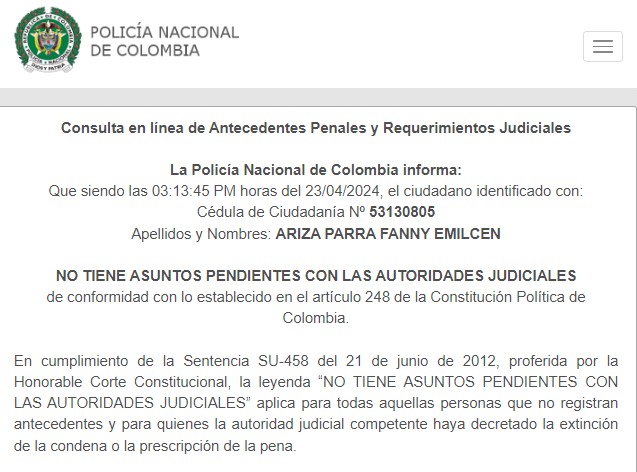 POLICÍA NACIONAL
DE COLOMBIA
Consulta en línea de Antecedentes Penales y Requerimientos Judiciales
La Policía Nacional de Colombia informa:
Que siendo las 03:13:45 PM horas del 23/04/2024, el ciudadano identificado con:
Cédula de Ciudadanía Nº 53130805
Apellidos y Nombres: ARIZA PARRA FANNY EMILCEN
NO TIENE ASUNTOS PENDIENTES CON LAS AUTORIDADES JUDICIALES
de conformidad con lo establecido en el artículo 248 de la Constitución Política de
Colombia.
En cumplimiento de la Sentencia SU-458 del 21 de junio de 2012, proferida por la
Honorable Corte Constitucional, la leyenda “NO TIENE ASUNTOS PENDIENTES CON
LAS AUTORIDADES JUDICIALES” aplica para todas aquellas personas que no registran
antecedentes y para quienes la autoridad judicial competente haya decretado la extinción
de la condena o la prescripción de la pena.